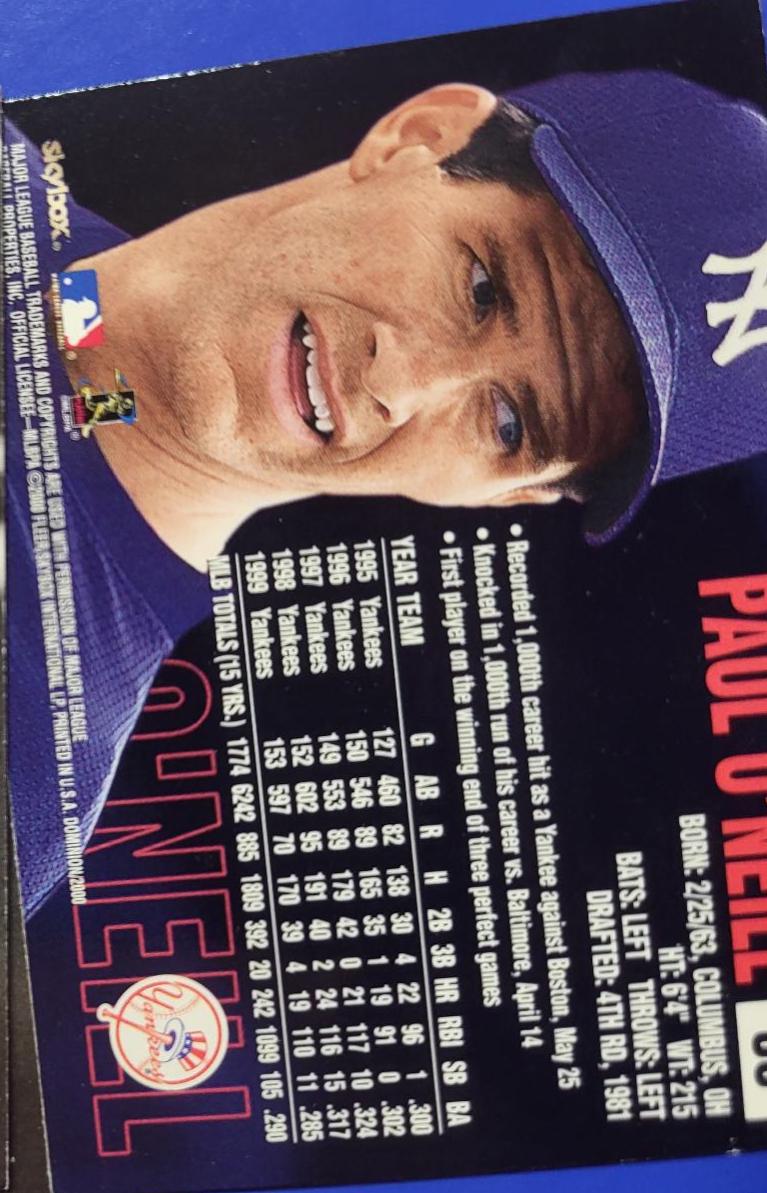 PAUL O'NEILL
BORN: 2/25/63, COLUMBUS, OH
HT: 6'4" WT: 215
BATS: LEFT THROWS: LEFT
DRAFTED: 4TH RD, 1981
• Recorded 1,000th career hit as a Yankee against Boston, May 25
• Knocked in 1,000th run of his career vs. Baltimore, April 14
• First player on the winning end of three perfect games
YEAR TEAM G AB R H 2B 3B HR RBI SB BA
1995 Yankees 127 460 82 138 30 4 22 96 1 .300
1996 Yankees 150 546 89 165 35 1 19 91 0 .302
1997 Yankees 149 553 89 179 42 0 21 117 10 .324
1998 Yankees 152 602 95 191 40 2 24 116 15 .317
1999 Yankees 153 597 70 170 39 4 19 110 11 .285
MLB TOTALS (15 YRS.) 1774 6242 885 1809 392 20 242 1099 105 .290
O'NEILL
Yankees
skybox®
MAJOR LEAGUE BASEBALL TRADEMARKS AND COPYRIGHTS ARE USED WITH PERMISSION OF MAJOR LEAGUE
BASEBALL PROPERTIES, INC. OFFICIAL LICENSEE—MLBPA ©2000 FLEER/SKYBOX INTERNATIONAL LP, PRINTED IN U.S.A. DOMINION/2000